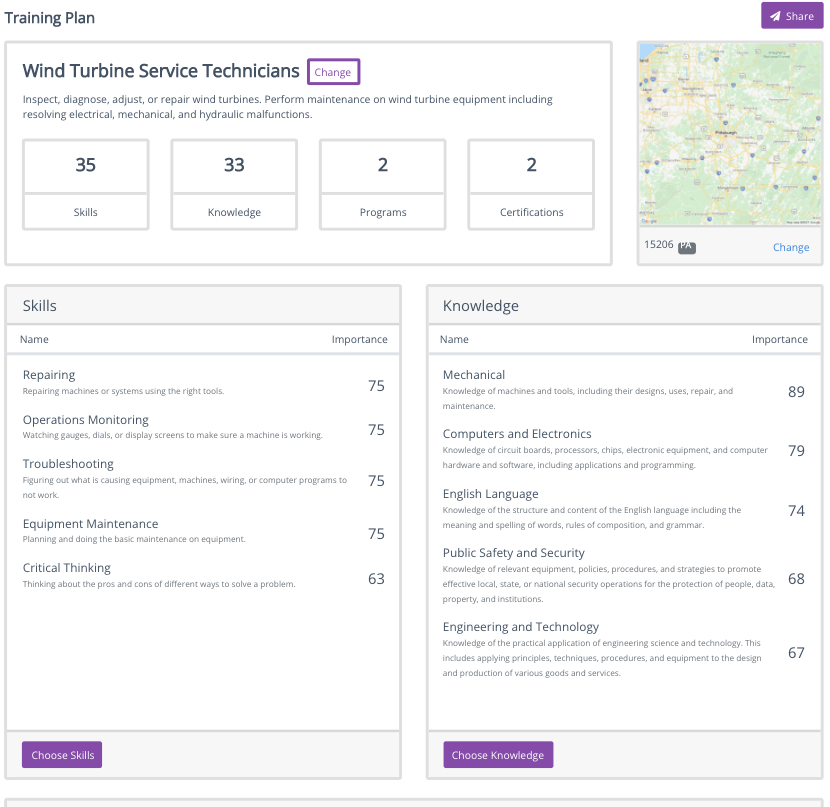 Training Plan
Share
Wind Turbine Service Technicians
Change
Inspect, diagnose, adjust, or repair wind turbines. Perform maintenance on wind turbine equipment including
resolving electrical, mechanical, and hydraulic malfunctions.
35
Skills
33
Knowledge
2
Programs
2
Certifications
Pittsburgh
15206 PA
Change
Skills
Name Importance
Repairing
Repairing machines or systems using the right tools.
75
Operations Monitoring
Watching gauges, dials, or display screens to make sure a machine is working.
75
Troubleshooting
Figuring out what is causing equipment, machines, wiring, or computer programs to
not work.
75
Equipment Maintenance
Planning and doing the basic maintenance on equipment.
75
Critical Thinking
Thinking about the pros and cons of different ways to solve a problem.
63
Choose Skills
Knowledge
Name Importance
Mechanical
Knowledge of machines and tools, including their designs, uses, repair, and
maintenance.
89
Computers and Electronics
Knowledge of circuit boards, processors, chips, electronic equipment, and computer
hardware and software, including applications and programming.
79
English Language
Knowledge of the structure and content of the English language including the
meaning and spelling of words, rules of composition, and grammar.
74
Public Safety and Security
Knowledge of relevant equipment, policies, procedures, and strategies to promote
effective local, state, or national security operations for the protection of people, data,
property, and institutions.
68
Engineering and Technology
Knowledge of the practical application of engineering science and technology. This
includes applying principles, techniques, procedures, and equipment to the design
and production of various goods and services.
67
Choose Knowledge